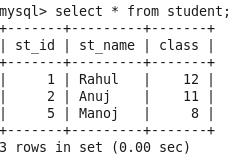 mysql> select * from student;
+-------+---------+-------+
| st_id | st_name | class |
+-------+---------+-------+
|     1 | Rahul   |    12 |
|     2 | Anuj    |    11 |
|     5 | Manoj   |     8 |
+-------+---------+-------+
3 rows in set (0.00 sec)